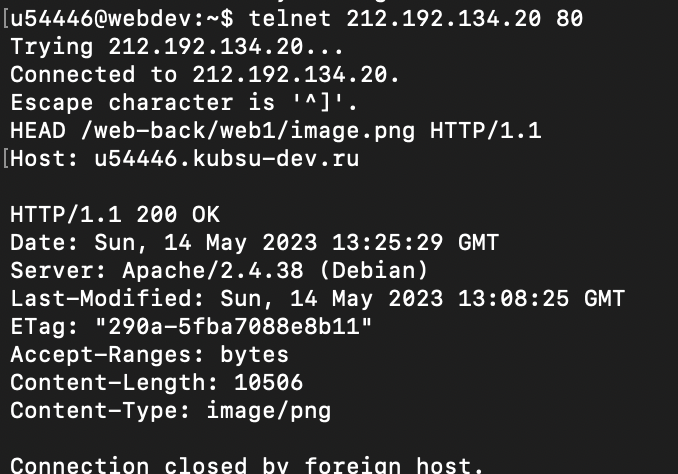 [u54446@webdev:~$ telnet 212.192.134.20 80
Trying 212.192.134.20...
Connected to 212.192.134.20.
Escape character is '^]'.
HEAD /web-back/web1/image.png HTTP/1.1
[Host: u54446.kubsu-dev.ru
HTTP/1.1 200 OK
Date: Sun, 14 May 2023 13:25:29 GMT
Server: Apache/2.4.38 (Debian)
Last-Modified: Sun, 14 May 2023 13:08:25 GMT
ETag: "290a-5fba7088e8b11"
Accept-Ranges: bytes
Content-Length: 10506
Content-Type: image/png
Connection closed by foreign host.